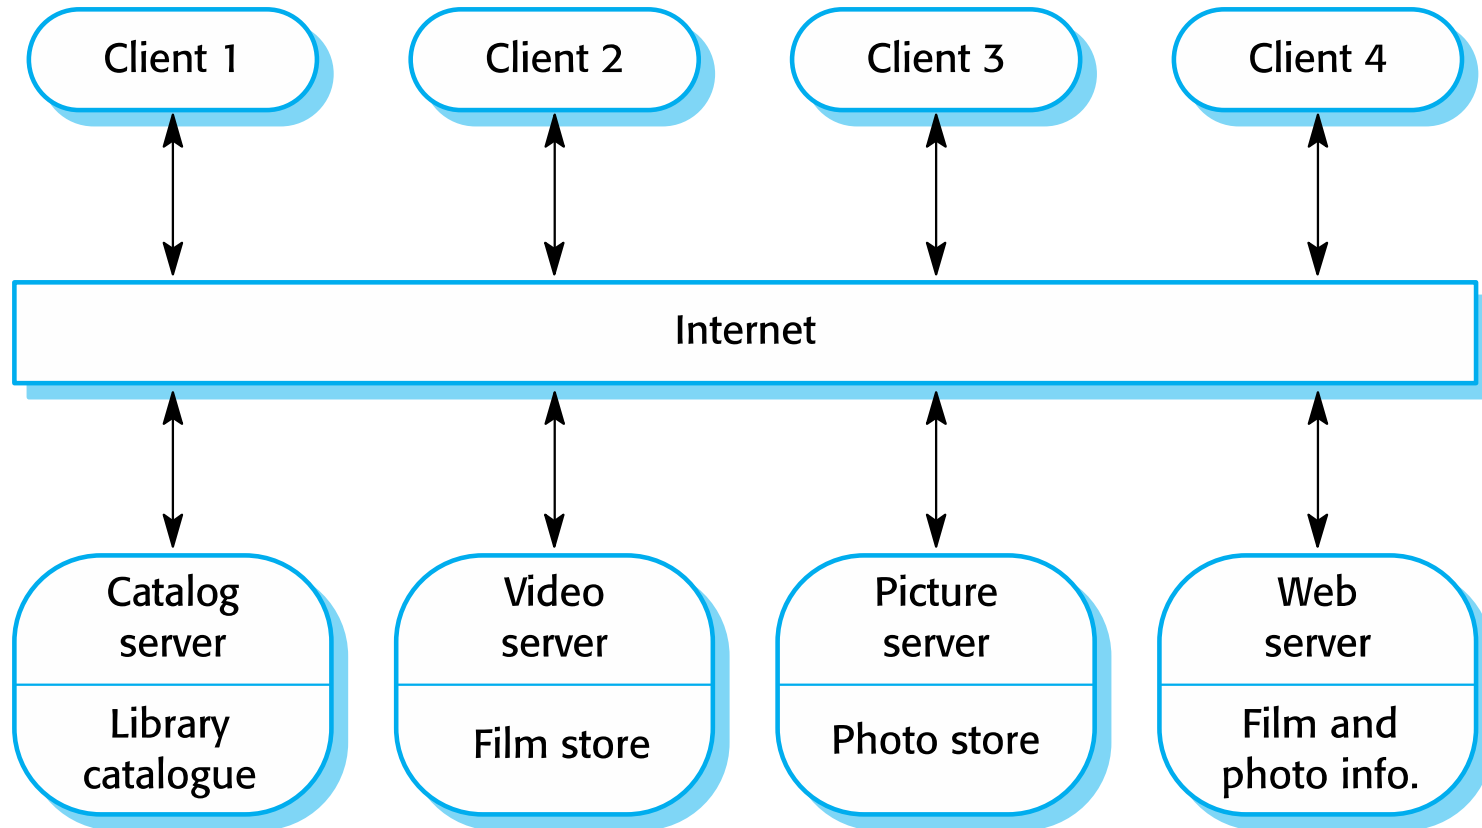 Client 1
Client 2
Client 3
Client 4
Internet
Catalog
server
Library
catalogue
Video
server
Film store
Picture
server
Photo store
Web
server
Film and
photo info.